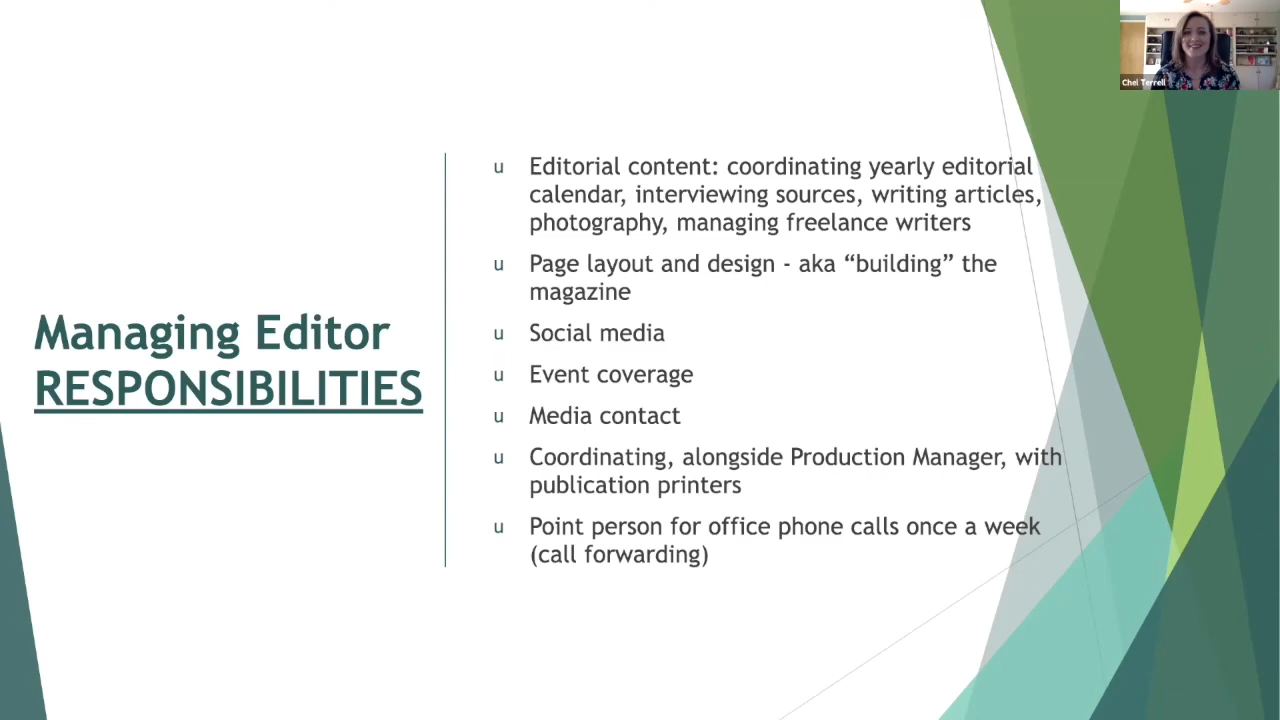 Chel Terrell
Managing Editor
RESPONSIBILITIES
u Editorial content: coordinating yearly editorial
calendar, interviewing sources, writing articles,
photography, managing freelance writers
u Page layout and design - aka “building” the
magazine
u Social media
u Event coverage
u Media contact
u Coordinating, alongside Production Manager, with
publication printers
u Point person for office phone calls once a week
(call forwarding)